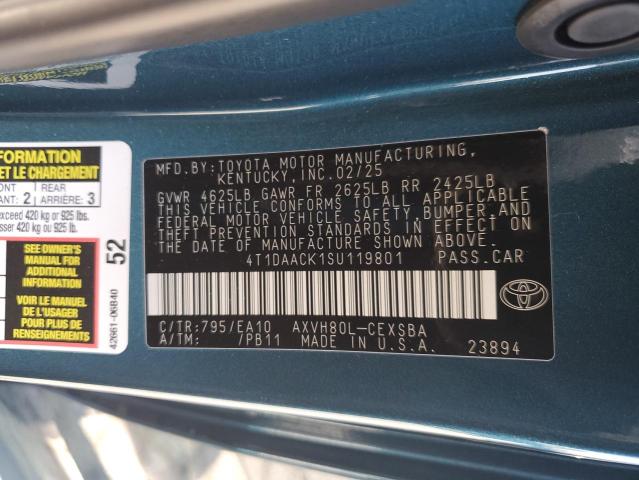 FORMATION
ET LE CHARGEMENT
REAR
2 ARRIÈRE: 3
exceed 420 kg or 925 lbs.
420 kg ou 925 lb.
SEE OWNER'S
MANUAL FOR
ADDITIONAL
INFORMATION
VOIR LE MANUEL
DE L'USAGER
POUR PLUS DE
RENSEIGNEMENTS
52
42661-06B40
MFD.BY:TOYOTA MOTOR MANUFACTURING,
KENTUCKY,INC.02/25
GVWR 4625LB GAWR FR 2625LB RR 2425LB
THIS VEHICLE CONFORMS TO ALL APPLICABLE
FEDERAL MOTOR VEHICLE SAFETY,BUMPER,AND
THEFT PREVENTION STANDARDS IN EFFECT ON
THE DATE OF MANUFACTURE SHOWN ABOVE.
4T1DAACK1SU119801 PASS.CAR
C/TR:795/EA10 AXVH80L-CEXSBA
A/TM: /PB11 MADE IN U.S.A. 23894